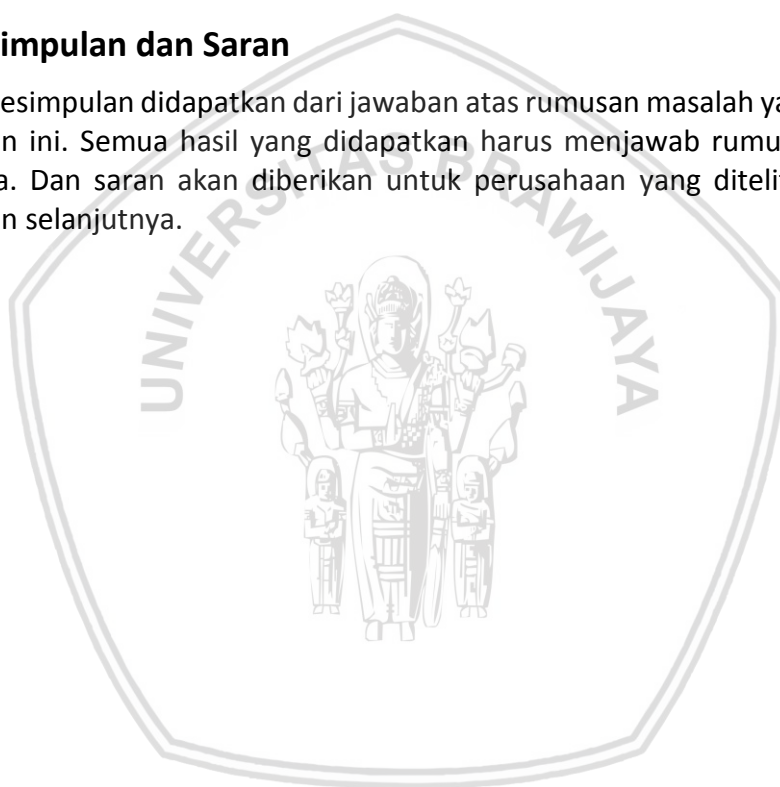 impulan dan Saran
esimpulan didapatkan dari jawaban atas rumusan masalah ya
n ini. Semua hasil yang didapatkan harus menjawab rumu
a. Dan saran akan diberikan untuk perusahaan yang diteli
n selanjutnya.
UNIVERSITAS BRAWIJAYA